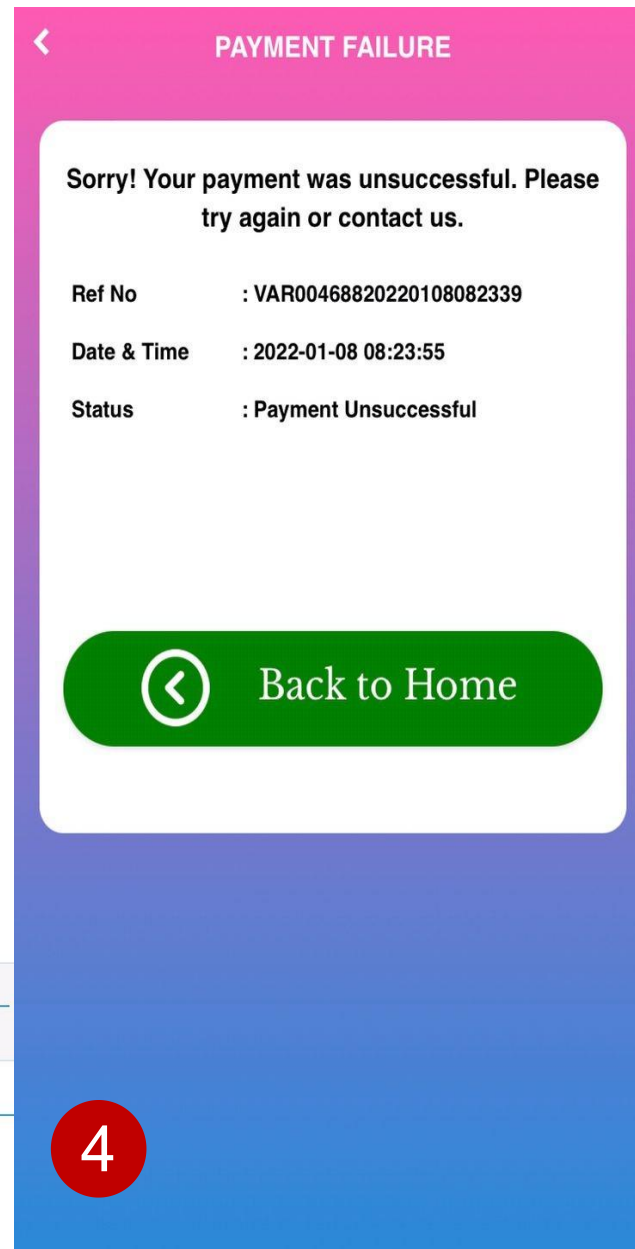 PAYMENT FAILURE
Sorry! Your payment was unsuccessful. Please
try again or contact us.
Ref No : VAR00468820220108082339
Date & Time : 2022-01-08 08:23:55
Status : Payment Unsuccessful
Back to Home
4